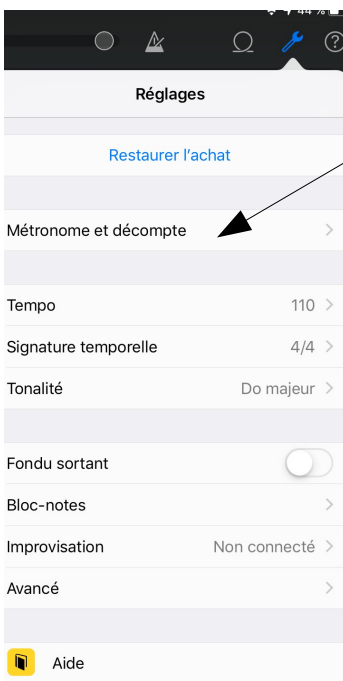 44 %
Réglages
Restaurer l'achat
Métronome et décompte
Tempo 110
Signature temporelle 4/4
Tonalité Do majeur
Fondu sortant
Bloc-notes
Improvisation Non connecté
Avancé
Aide